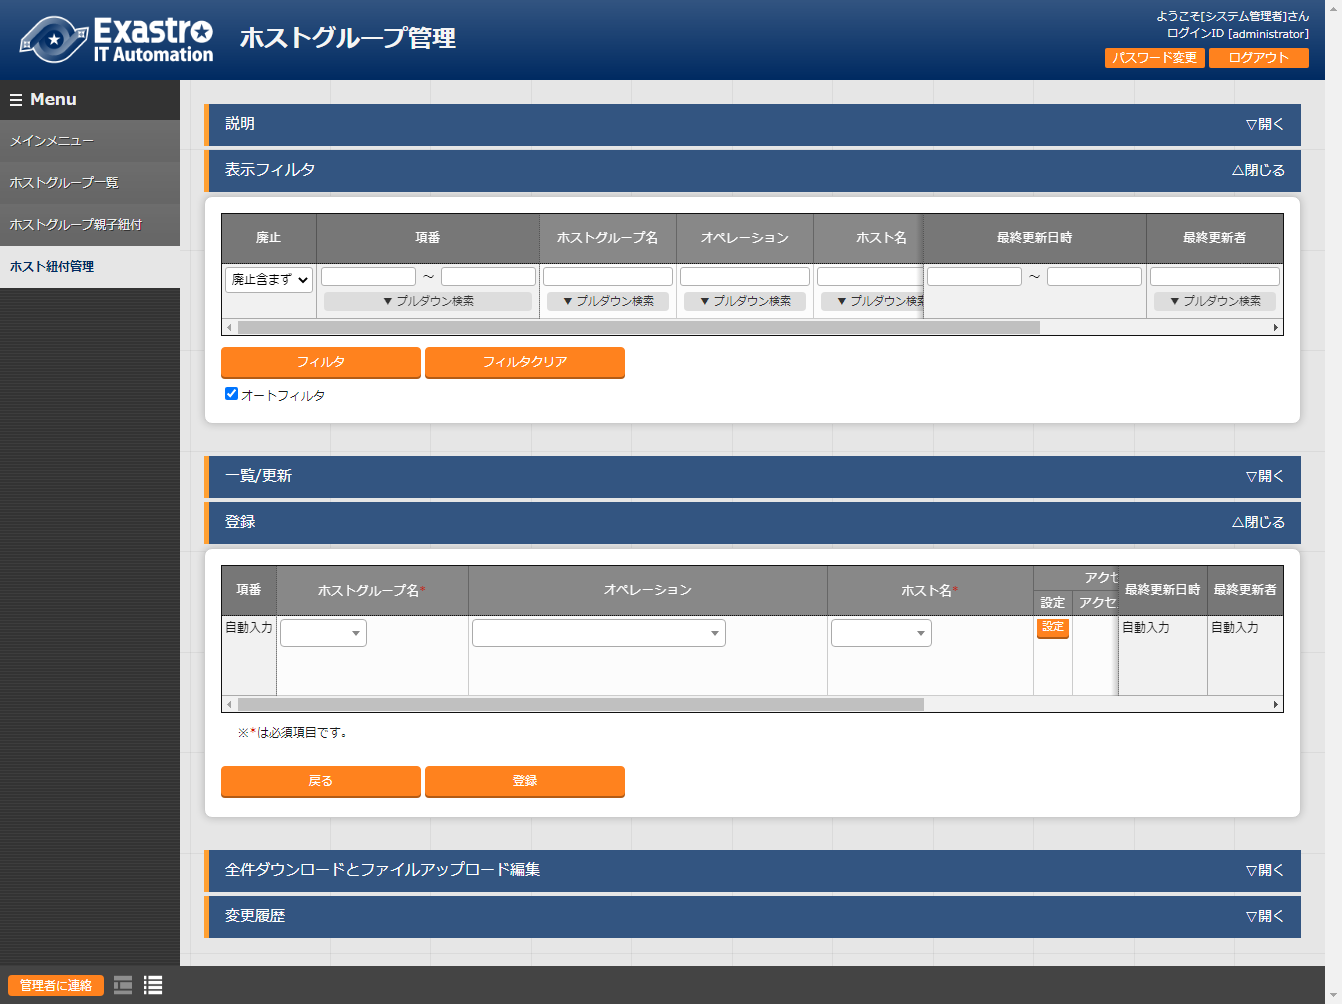 Exastro
IT Automation
ホストグループ管理
ようこそ[システム管理者]さん
ログインID [administrator]
パスワード変更
ログアウト
Menu
メインメニュー
ホストグループ一覧
ホストグループ親子紐付
ホスト紐付管理
説明
▽開く
表示フィルタ
△閉じる
廃止
項番
ホストグループ名
オペレーション
ホスト名
最終更新日時
最終更新者
廃止含まず
～
～
▼ プルダウン検索
▼ プルダウン検索
▼ プルダウン検索
▼ プルダウン検索
▼ プルダウン検索
フィルタ
フィルタクリア
オートフィルタ
一覧/更新
▽開く
登録
△閉じる
項番
ホストグループ名*
オペレーション
ホスト名*
アクセ
設定
アクセ
最終更新日時
最終更新者
自動入力
設定
自動入力
自動入力
※*は必須項目です。
戻る
登録
全件ダウンロードとファイルアップロード編集
▽開く
変更履歴
▽開く
管理者に連絡